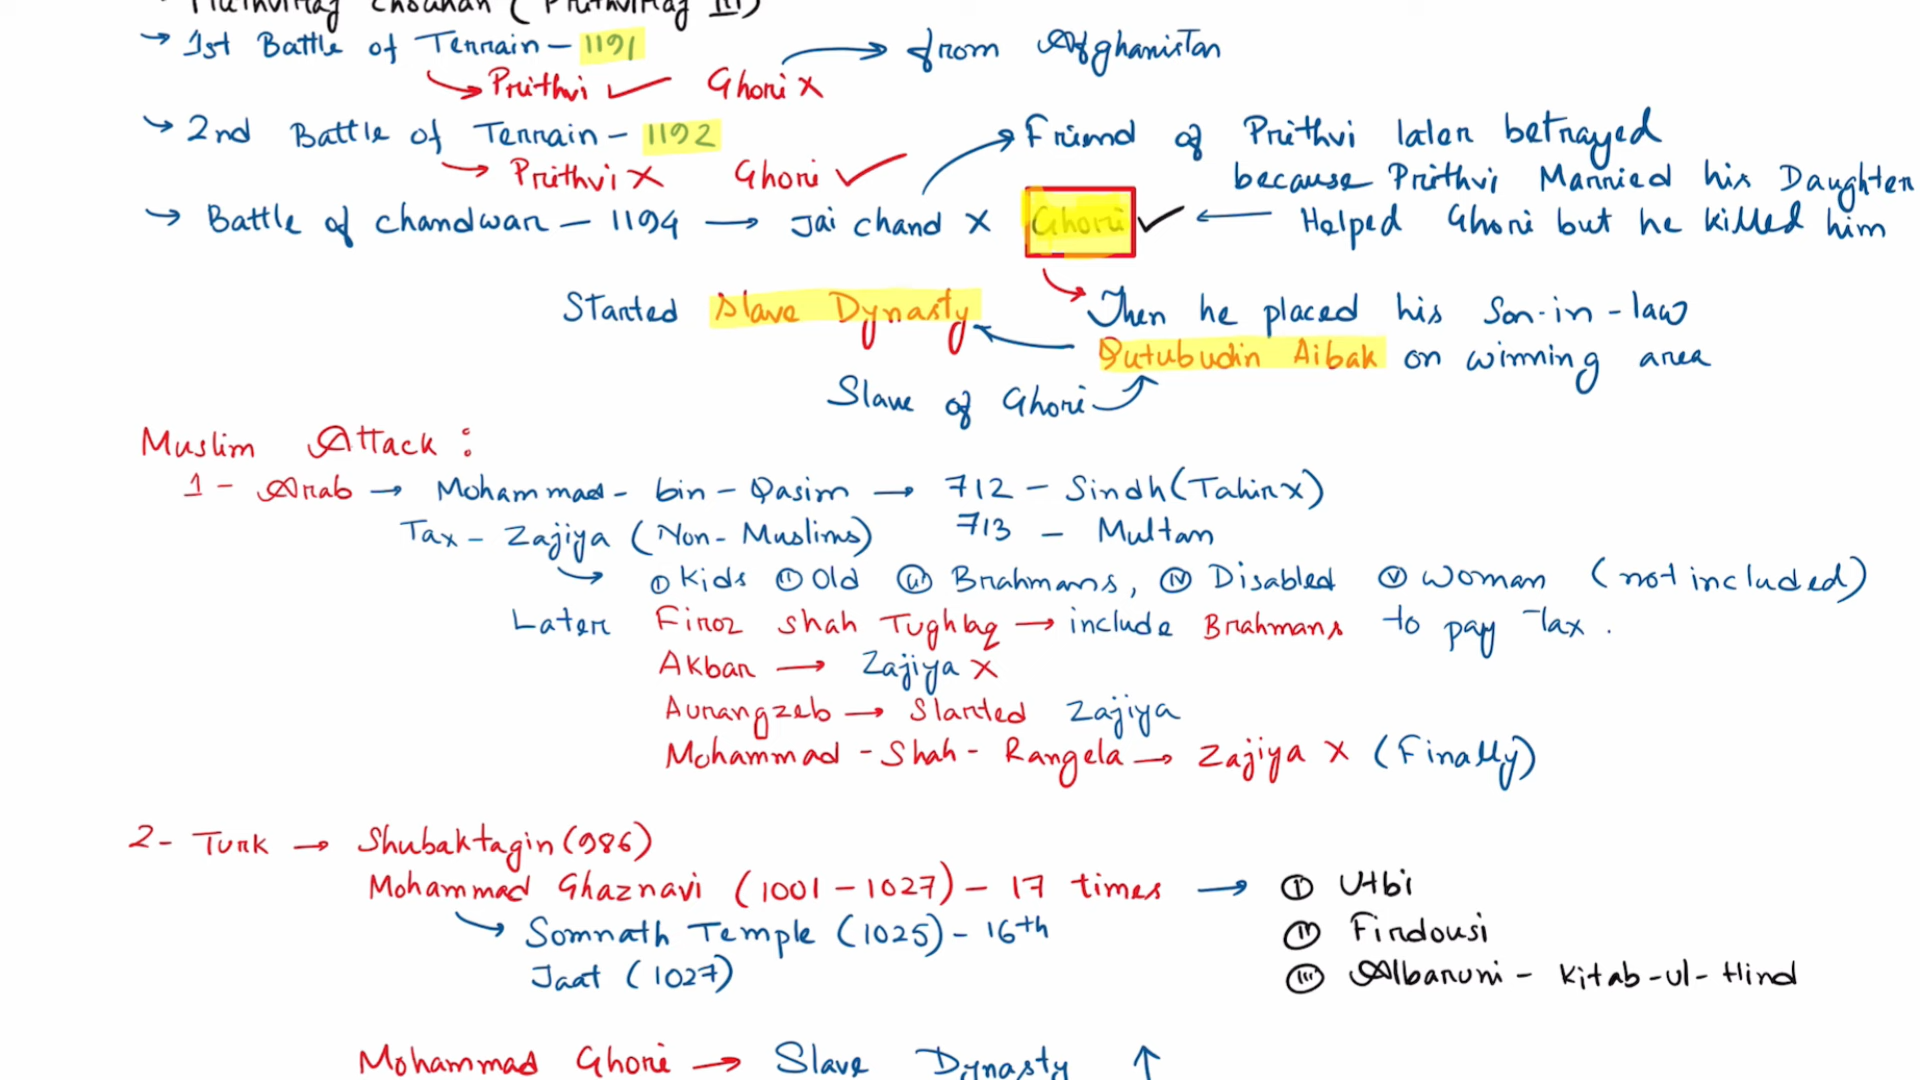 Prithviraj Chouhan ( Prithviraj III)
→ 1st Battle of Terrain – 1191
→ Prithvi ✓ Ghori x → from Afghanistan
→ 2nd Battle of Terrain – 1192
→ Prithvi X Ghori ✓
→ Battle of chandwar – 1194 → Jai chand X Ghori ✓
→ Friend of Prithvi later betrayed
because Prithvi Married his Daughter
← Helped Ghori but he killed him
→ Then he placed his Son-in-law
Qutubudin Aibak on winning area
Started Slave Dynasty ←
Slave of Ghori
Muslim Attack :
1 - Arab → Mohammad - bin - Qasim → 712 - Sindh (Tahir x)
713 – Multan
Tax – Zajiya (Non - Muslims)
→ (i) Kids (ii) Old (iii) Brahmans, (iv) Disabled (v) Woman (not included)
Later Firoz shah Tughlaq → include Brahmans to pay Tax .
Akbar → Zajiya X
Aurangzeb → Started Zajiya
Mohammad - Shah - Rangela → Zajiya X (Finally)
2 - Turk → Shubaktagin (986)
Mohammad Ghaznavi (1001 – 1027) – 17 times → (i) Utbi
(ii) Firdousi
(iii) Albaruni – Kitab-ul-Hind
→ Somnath Temple (1025) – 16th
Jaat (1027)
Mohammad Ghori → Slave Dynasty ↑